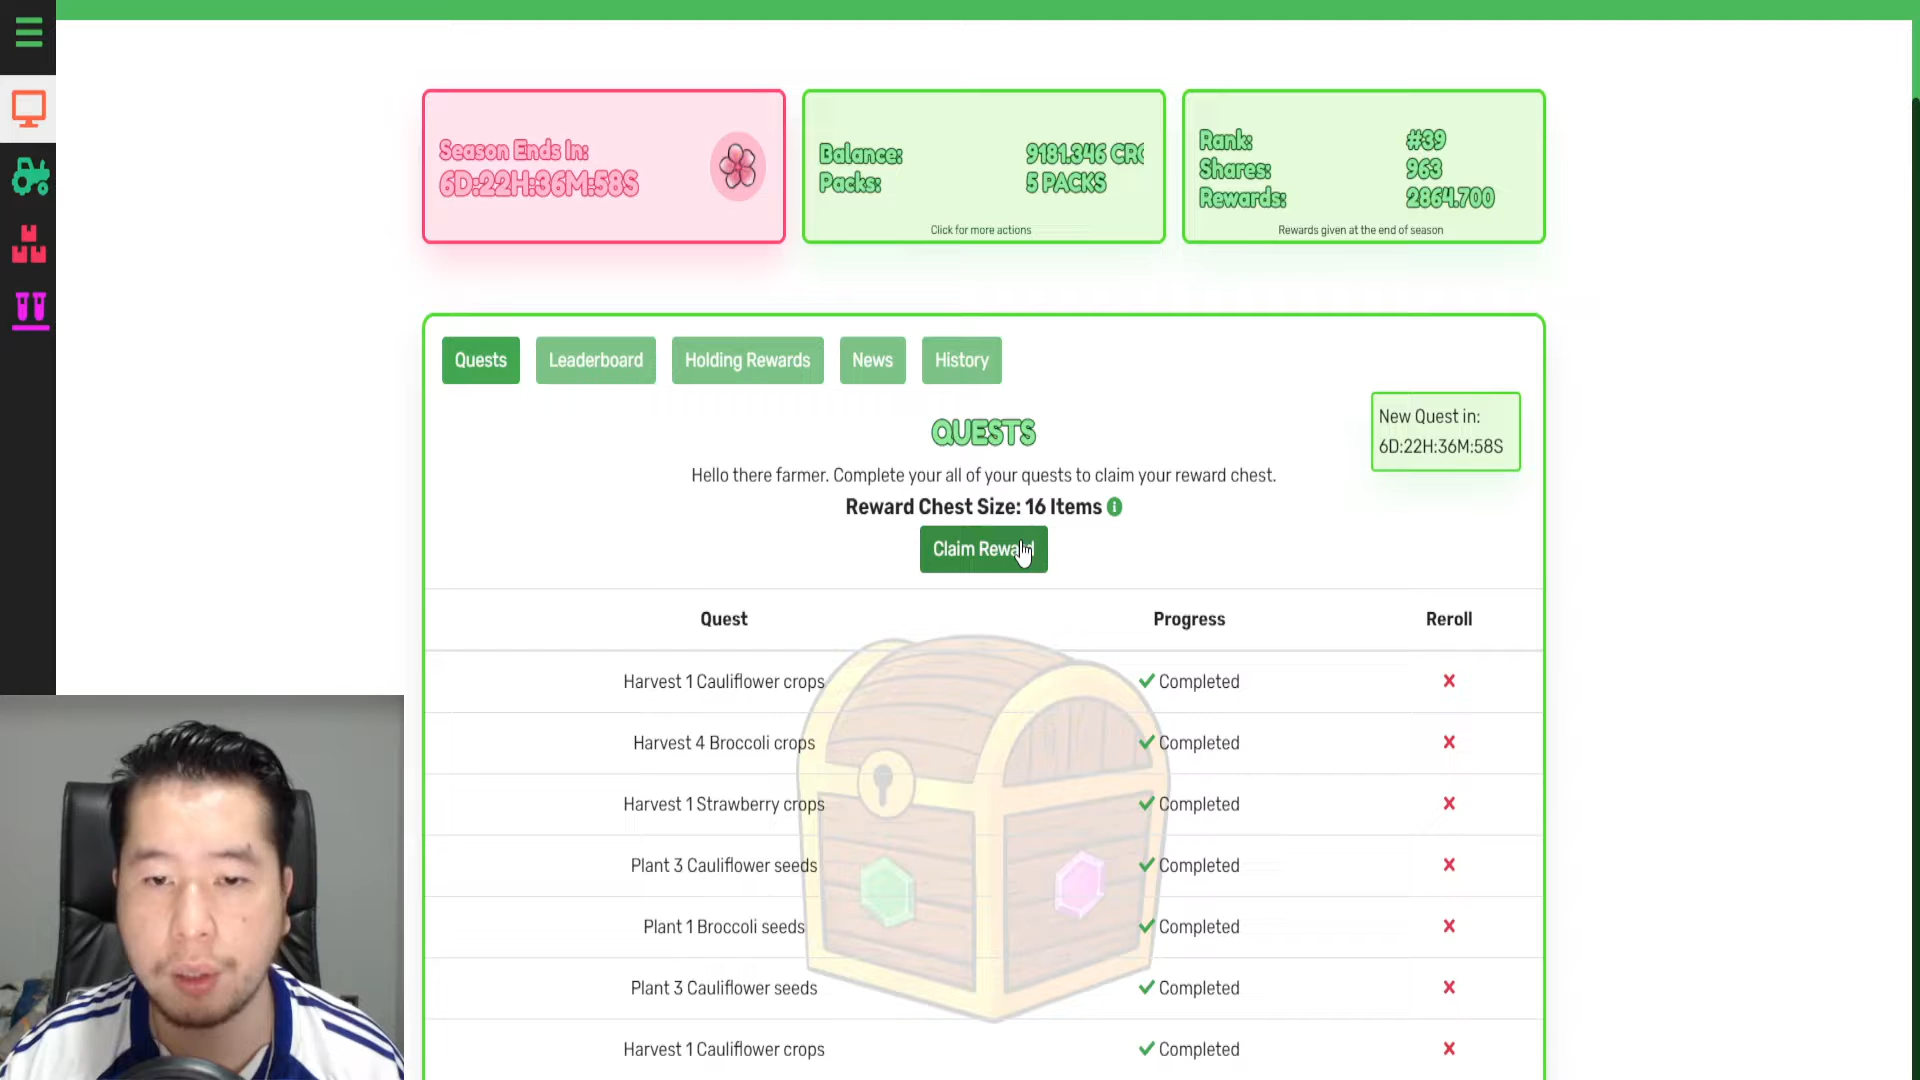 Season Ends In:
6D:22H:36M:58S
Balance: 9181.346 CRO
Packs: 5 PACKS
Click for more actions
Rank: #39
Shares: 963
Rewards: 2864.700
Rewards given at the end of season
Quests Leaderboard Holding Rewards News History
New Quest in:
6D:22H:36M:58S
QUESTS
Hello there farmer. Complete your all of your quests to claim your reward chest.
Reward Chest Size: 16 Items
Claim Reward
Quest Progress Reroll
Harvest 1 Cauliflower crops Completed
Harvest 4 Broccoli crops Completed
Harvest 1 Strawberry crops Completed
Plant 3 Cauliflower seeds Completed
Plant 1 Broccoli seeds Completed
Plant 3 Cauliflower seeds Completed
Harvest 1 Cauliflower crops Completed